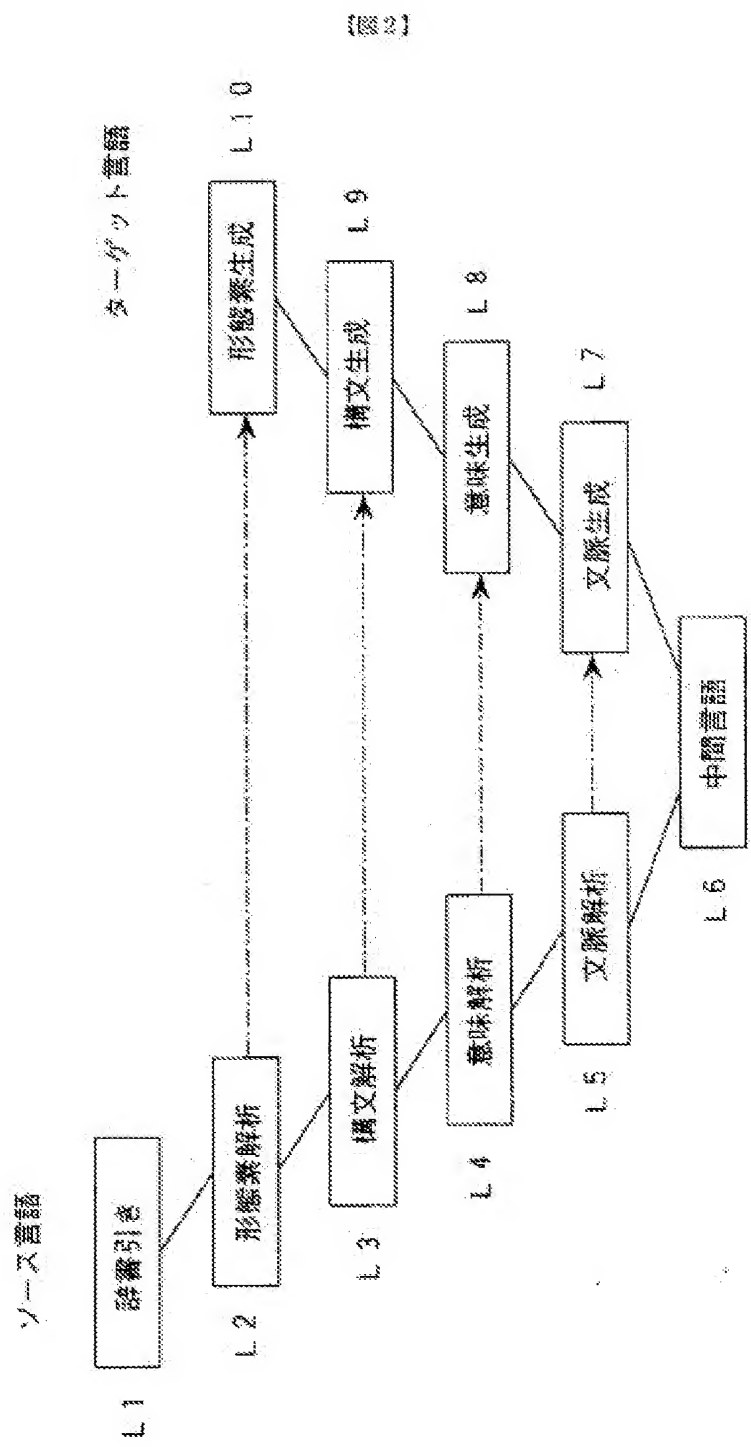 【図２】
ソース言語
ターゲット言語
Ｌ１
辞書引き
Ｌ２
形態素解析
形態素生成
Ｌ１０
Ｌ３
構文解析
構文生成
Ｌ９
Ｌ４
意味解析
意味生成
Ｌ８
Ｌ５
文脈解析
文脈生成
Ｌ７
Ｌ６
中間言語